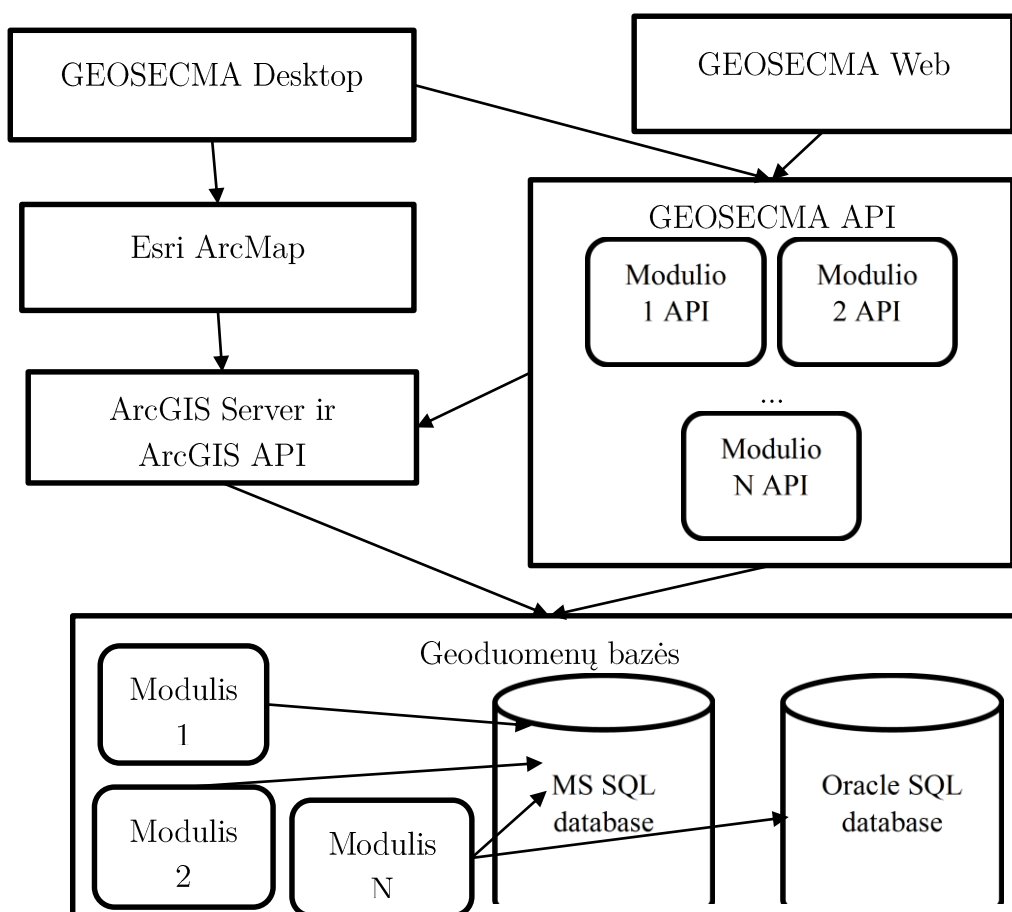 GEOSECMA Desktop
GEOSECMA Web
Esri ArcMap
GEOSECMA API
Modulio
1 API
Modulio
2 API
...
Modulio
N API
ArcGIS Server ir
ArcGIS API
Geoduomenų bazės
Modulis
1
Modulis
2
Modulis
N
MS SQL
database
Oracle SQL
database